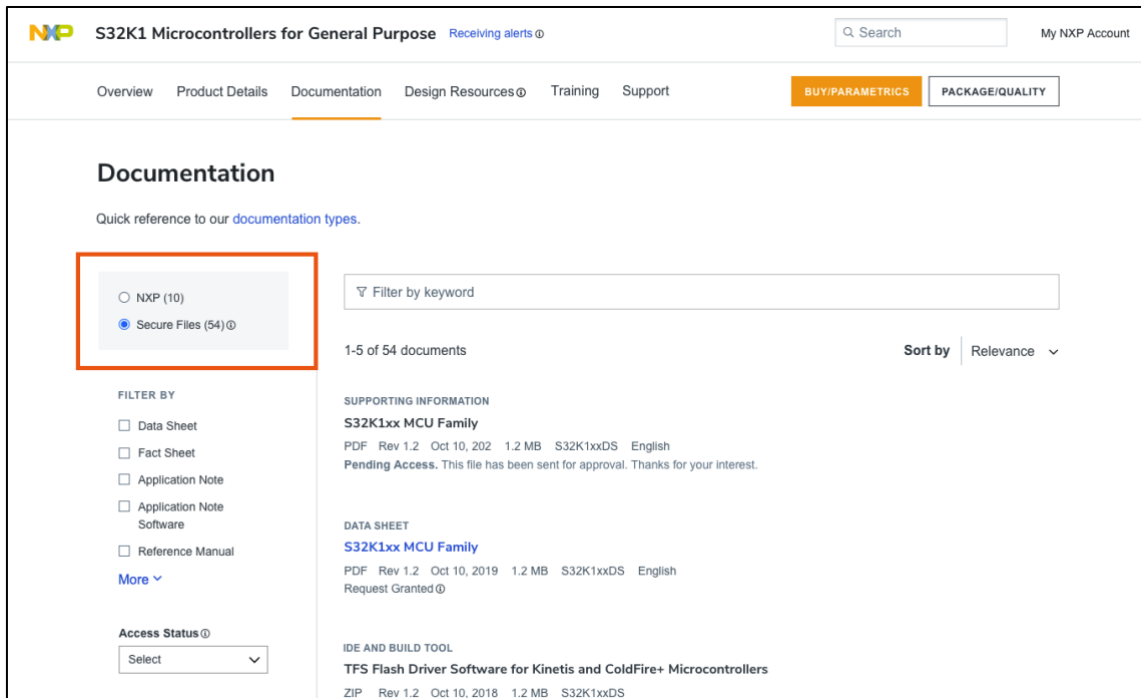 NXP S32K1 Microcontrollers for General Purpose Receiving alerts Search My NXP Account
Overview Product Details Documentation Design Resources Training Support BUY/PARAMETRICS PACKAGE/QUALITY
Documentation
Quick reference to our documentation types.
NXP (10)
Secure Files (54)
FILTER BY
Data Sheet
Fact Sheet
Application Note
Application Note
Software
Reference Manual
More
Access Status
Select
Filter by keyword
1-5 of 54 documents Sort by Relevance
SUPPORTING INFORMATION
S32K1xx MCU Family
PDF Rev 1.2 Oct 10, 202 1.2 MB S32K1xxDS English
Pending Access. This file has been sent for approval. Thanks for your interest.
DATA SHEET
S32K1xx MCU Family
PDF Rev 1.2 Oct 10, 2019 1.2 MB S32K1xxDS English
Request Granted
IDE AND BUILD TOOL
TFS Flash Driver Software for Kinetis and ColdFire+ Microcontrollers
ZIP Rev 1.2 Oct 10, 2018 1.2 MB S32K1xxDS